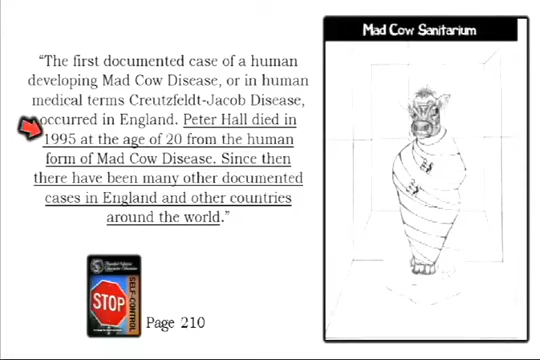 Mad Cow Sanitarium
“The first documented case of a human
developing Mad Cow Disease, or in human
medical terms Creutzfeldt-Jacob Disease,
occurred in England. Peter Hall died in
1995 at the age of 20 from the human
form of Mad Cow Disease. Since then
there have been many other documented
cases in England and other countries
around the world.”
STOP
SELF-CONTROL
Page 210